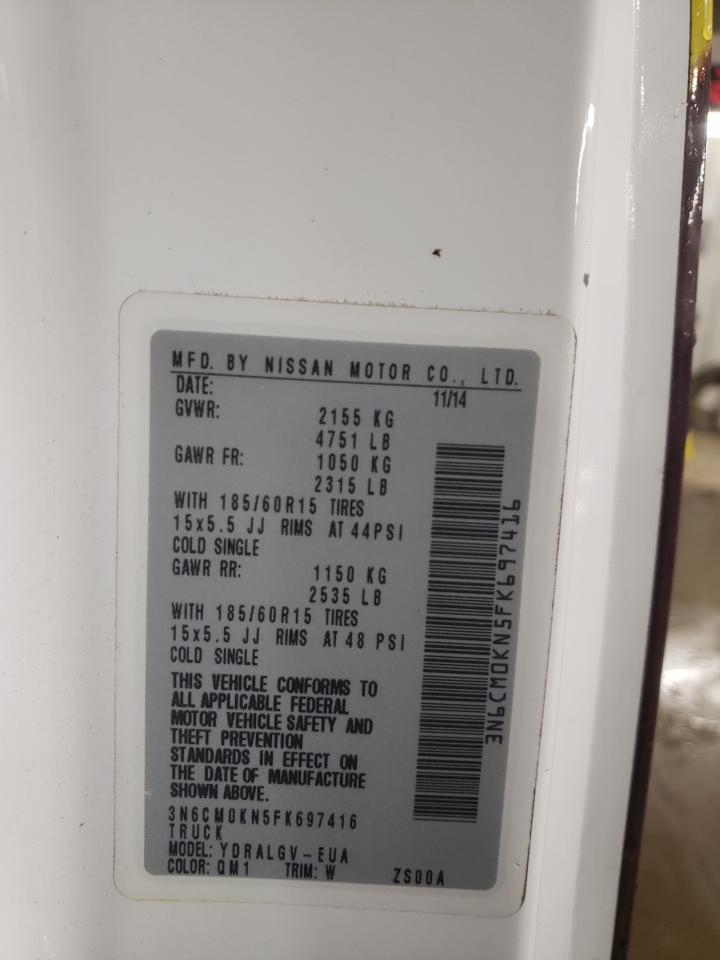 MFD. BY NISSAN MOTOR CO., LTD.
DATE: 11/14
GVWR: 2155 KG
4751 LB
GAWR FR: 1050 KG
2315 LB
WITH 185/60R15 TIRES
15x5.5 JJ RIMS AT 44PSI
COLD SINGLE
GAWR RR: 1150 KG
2535 LB
WITH 185/60R15 TIRES
15x5.5 JJ RIMS AT 48 PSI
COLD SINGLE
THIS VEHICLE CONFORMS TO
ALL APPLICABLE FEDERAL
MOTOR VEHICLE SAFETY AND
THEFT PREVENTION
STANDARDS IN EFFECT ON
THE DATE OF MANUFACTURE
SHOWN ABOVE.
3N6CM0KN5FK697416
TRUCK
MODEL: YDRALGV-EUA
COLOR: QM1 TRIM: W ZS00A
3N6CM0KN5FK697416